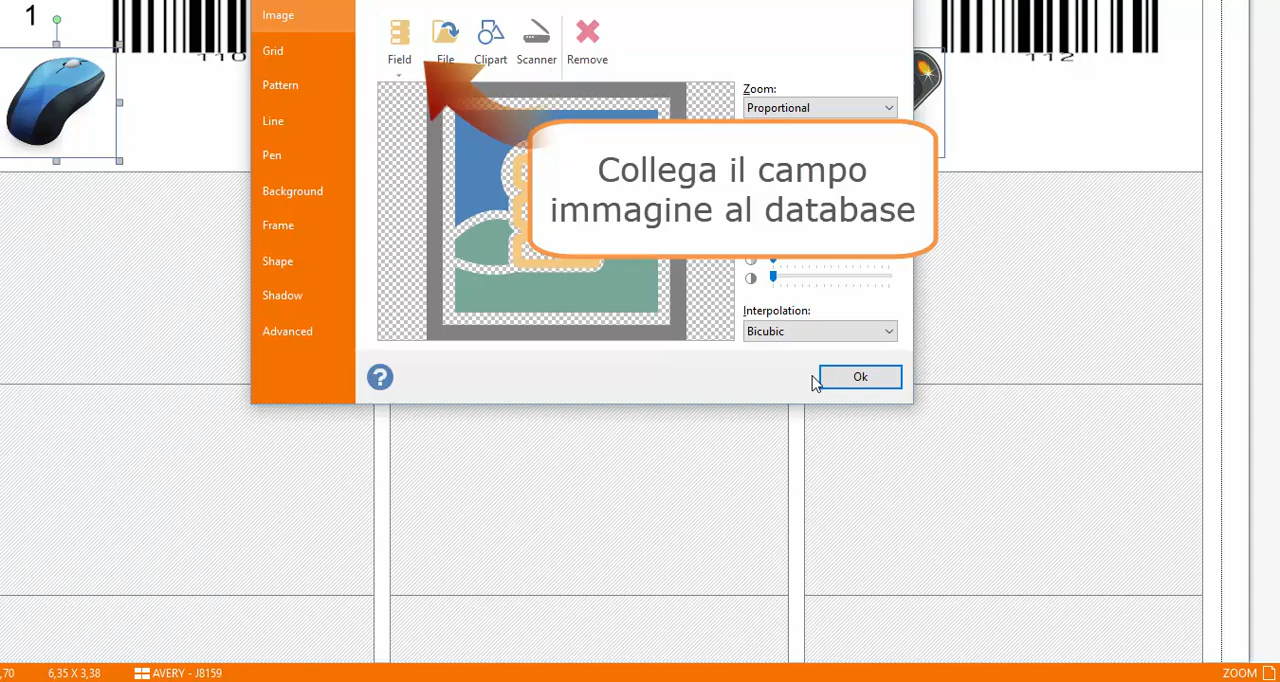 1
Image
Grid
Pattern
Line
Pen
Background
Frame
Shape
Shadow
Advanced
Field
File
Clipart
Scanner
Remove
Zoom:
Proportional
Collega il campo
immagine al database
Interpolation:
Bicubic
?
Ok
,70
6,35 X 3,38
AVERY - J8159
ZOOM